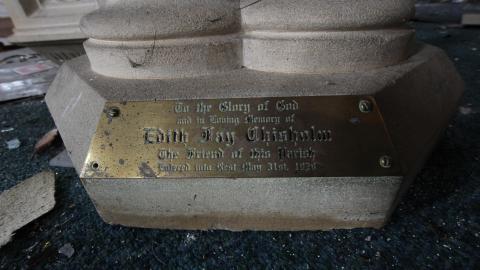 To the Glory of God
and in Loving Memory of
Edith Fay Chisholm
The Friend of this Parish
Entered into Rest May 31st,